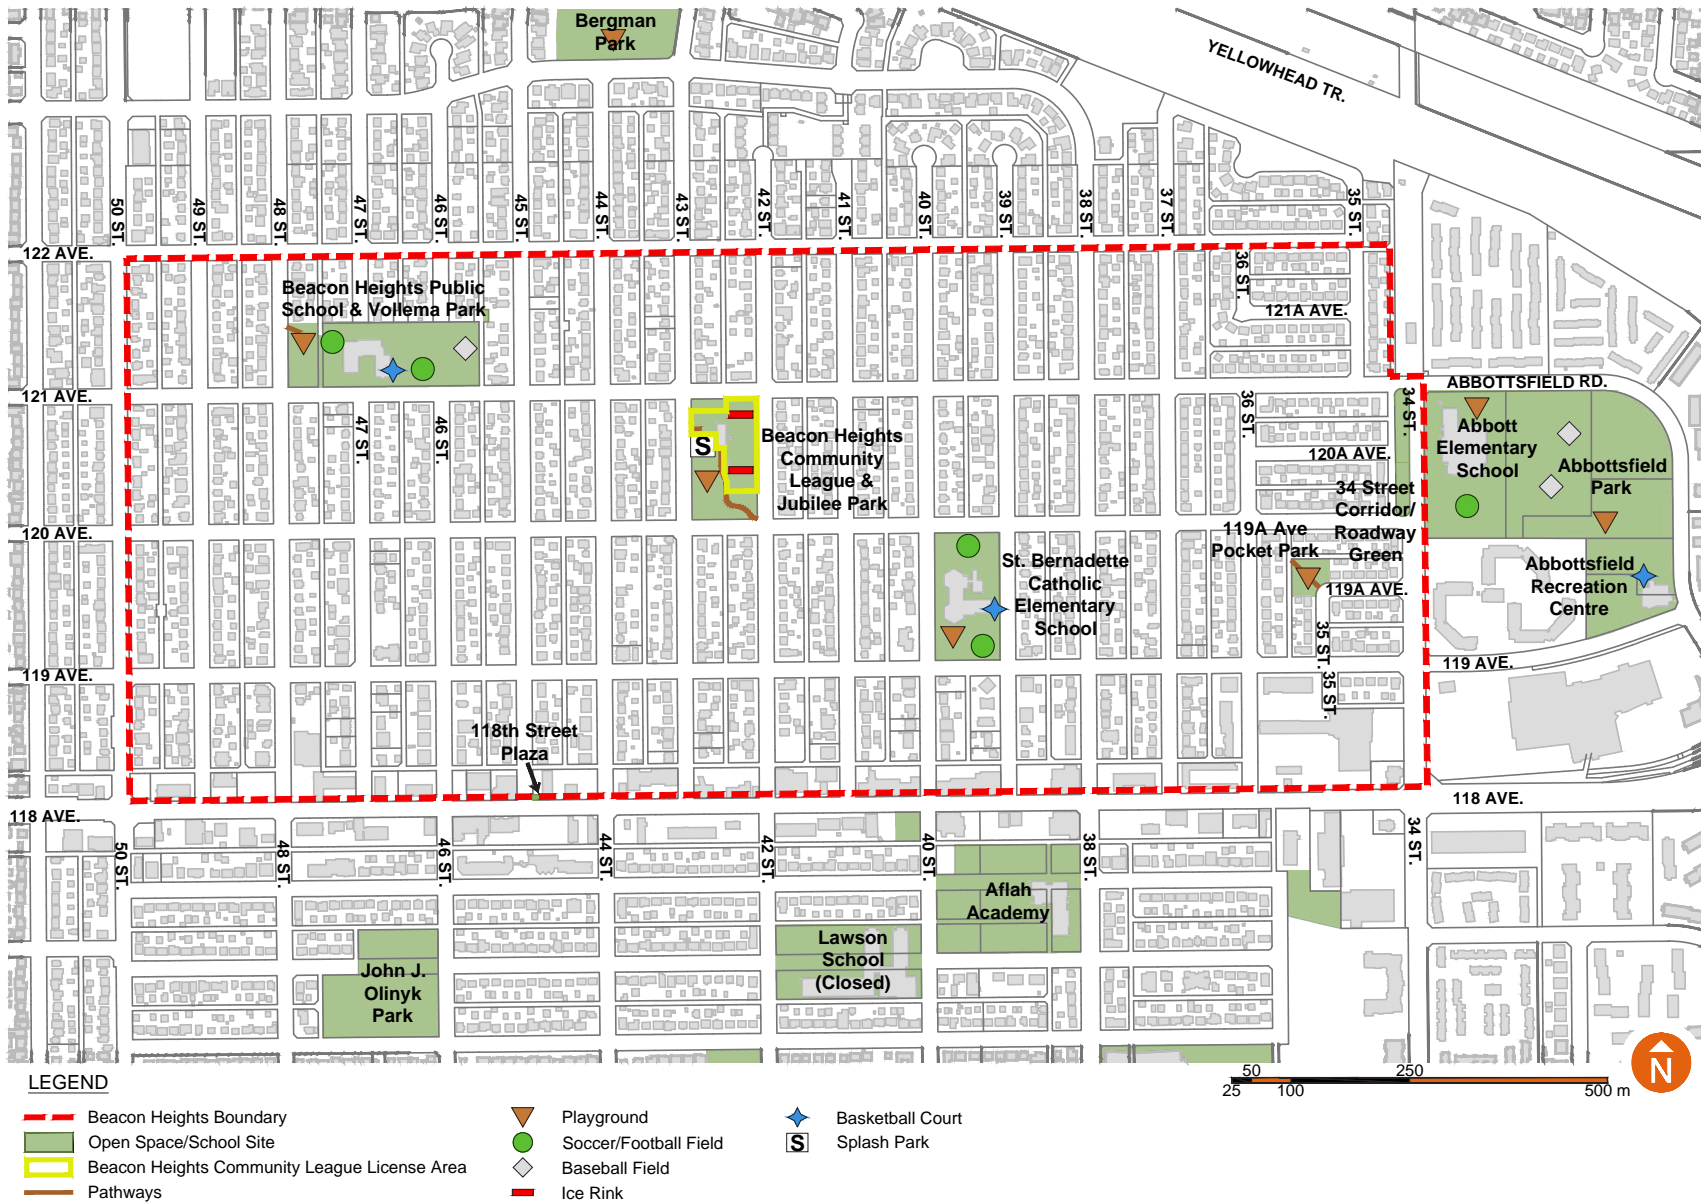 Bergman
Park
YELLOWHEAD TR.
50 ST.
49 ST.
48 ST.
47 ST.
46 ST.
45 ST.
44 ST.
43 ST.
42 ST.
41 ST.
40 ST.
39 ST.
38 ST.
37 ST.
35 ST.
122 AVE.
36 ST.
Beacon Heights Public
School & Vollema Park
121A AVE.
121 AVE.
ABBOTTSFIELD RD.
47 ST.
46 ST.
36 ST.
34 ST.
S
Beacon Heights
Community
League &
Jubilee Park
Abbott
Elementary
School
120A AVE.
Abbottsfield
Park
34 Street
Corridor/
Roadway
Green
120 AVE.
119A Ave
Pocket Park
St. Bernadette
Catholic
Elementary
School
Abbottsfield
Recreation
Centre
119A AVE.
35 ST.
119 AVE.
119 AVE.
35 ST.
118th Street
Plaza
118 AVE.
118 AVE.
50 ST.
48 ST.
46 ST.
44 ST.
42 ST.
40 ST.
38 ST.
34 ST.
Aflah
Academy
Lawson
School
(Closed)
John J.
Olinyk
Park
N
50
250
25
100
500 m
LEGEND
Beacon Heights Boundary
Open Space/School Site
Beacon Heights Community League License Area
Pathways
Playground
Soccer/Football Field
Baseball Field
Ice Rink
Basketball Court
S Splash Park